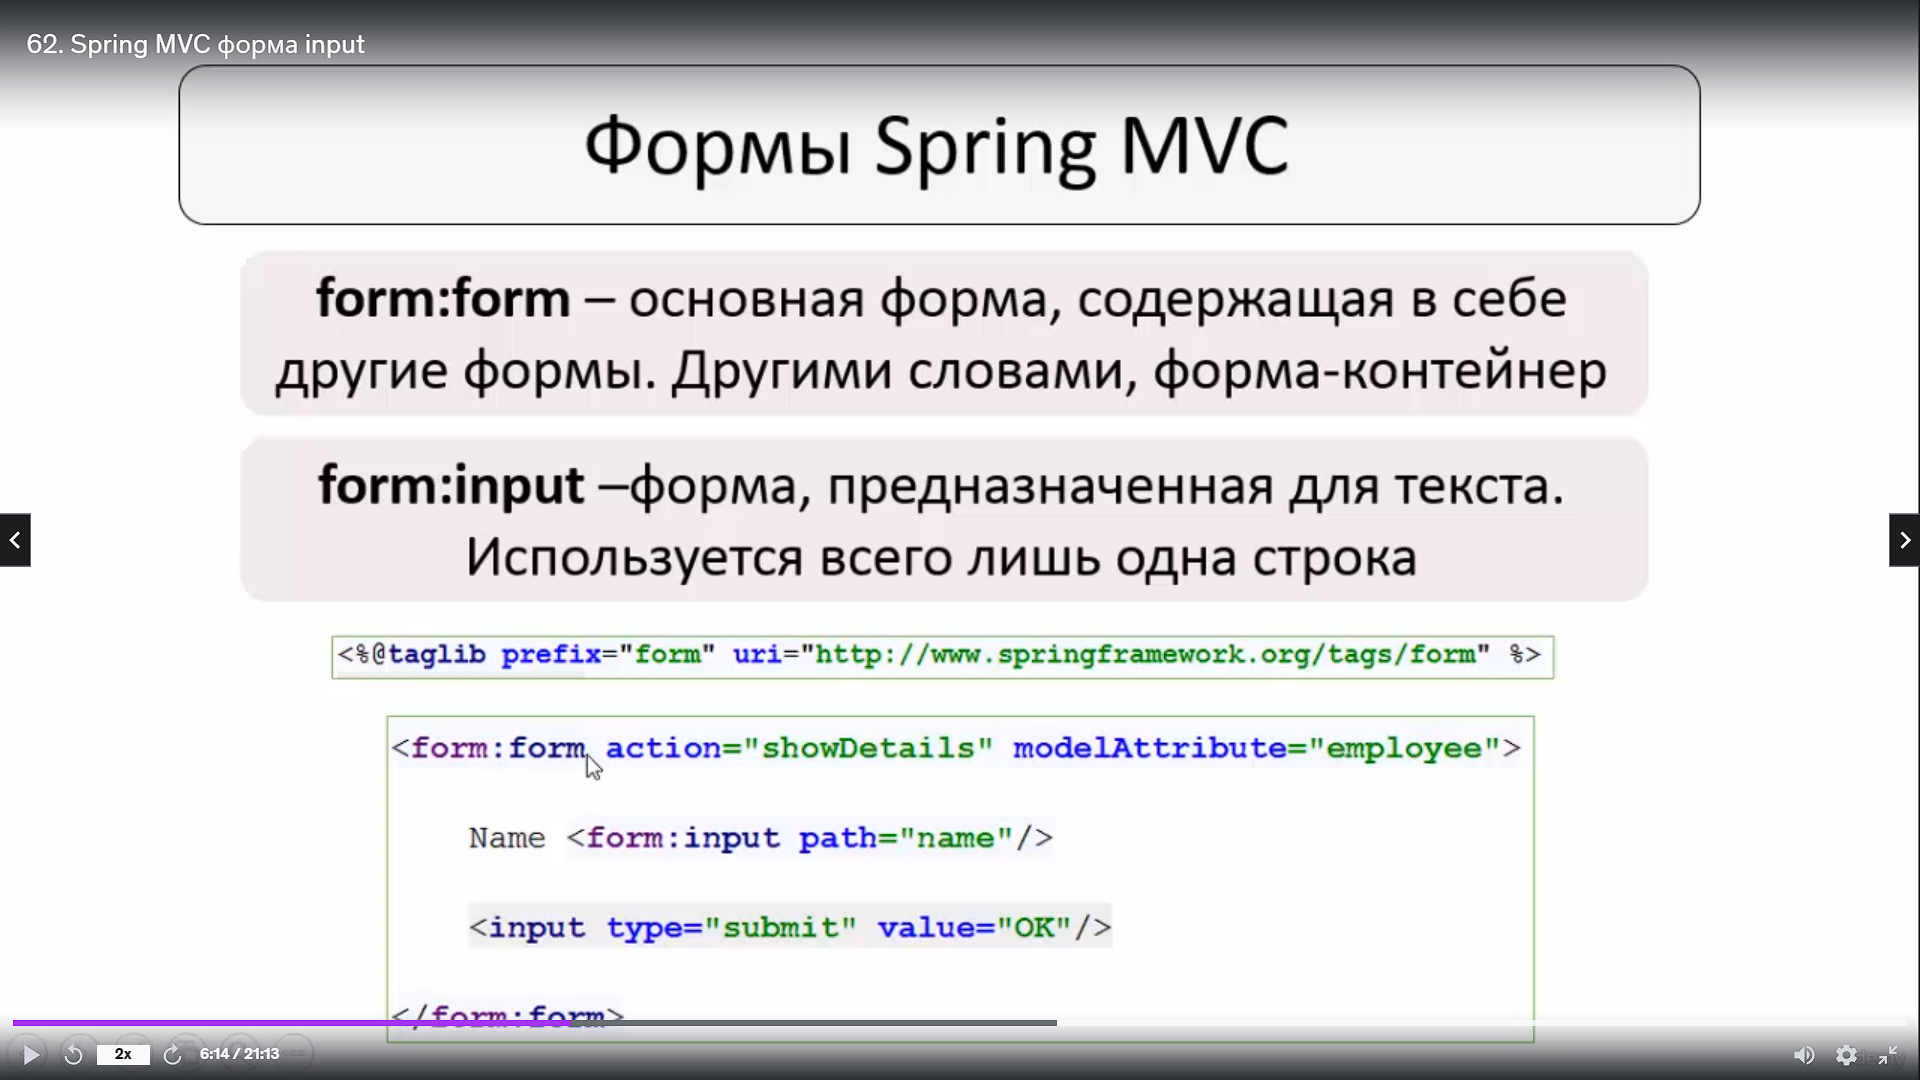 62. Spring MVC форма input
Формы Spring MVC
form:form – основная форма, содержащая в себе
другие формы. Другими словами, форма-контейнер
form:input –форма, предназначенная для текста.
Используется всего лишь одна строка
<%@taglib prefix="form" uri="http://www.springframework.org/tags/form" %>
<form:form action="showDetails" modelAttribute="employee">
Name <form:input path="name"/>
<input type="submit" value="OK"/>
</form:form>
2x 6:14 / 21:13